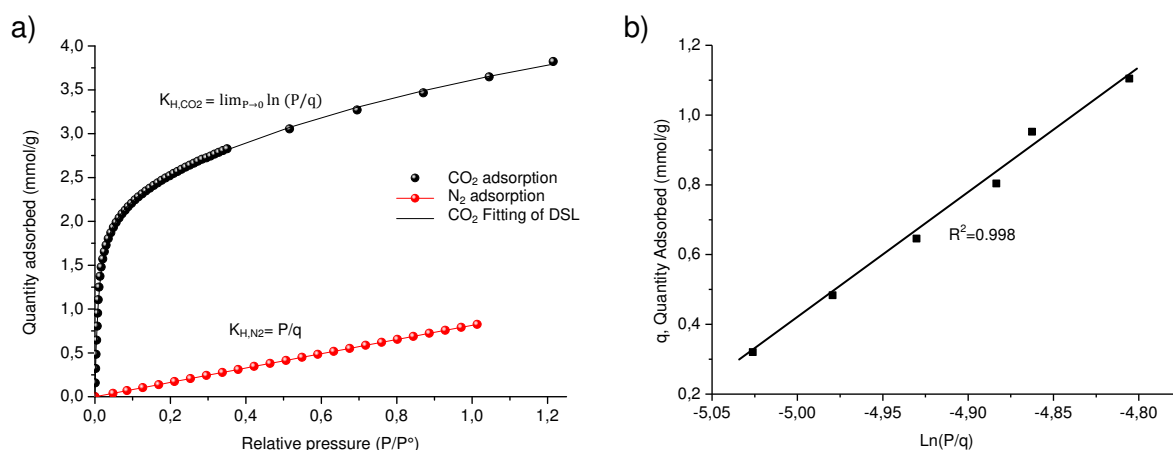 a)
4,0
3,5
3,0
2,5
2,0
1,5
1,0
0,5
0,0
Quantity adsorbed (mmol/g)
K_H,CO2 = lim_P→0 ln (P/q)
CO₂ adsorption
N₂ adsorption
CO₂ Fitting of DSL
K_H,N2= P/q
0,0 0,2 0,4 0,6 0,8 1,0 1,2
Relative pressure (P/P°)
b)
1,2
1,0
0,8
0,6
0,4
0,2
q, Quantity Adsorbed (mmol/g)
R²=0.998
-5,05 -5,00 -4,95 -4,90 -4,85 -4,80
Ln(P/q)